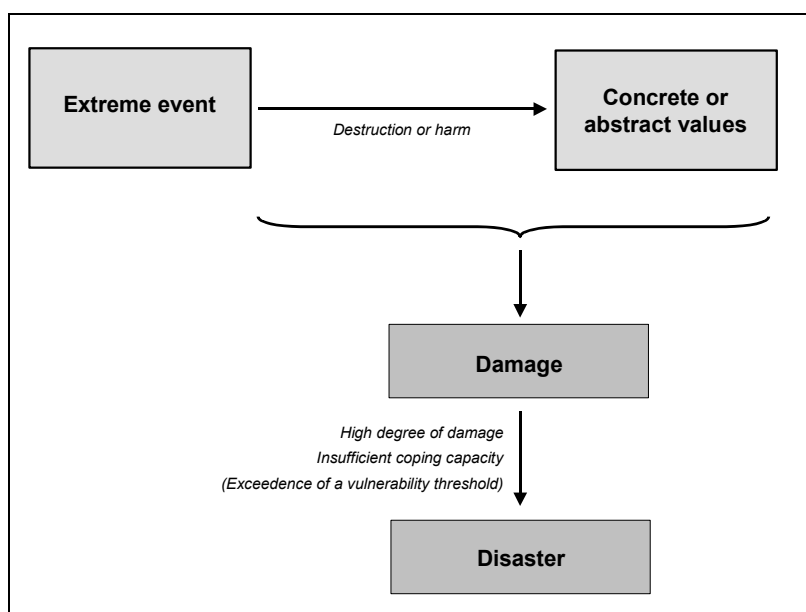 Extreme event
Destruction or harm
Concrete or
abstract values
Damage
High degree of damage
Insufficient coping capacity
(Exceedence of a vulnerability threshold)
Disaster